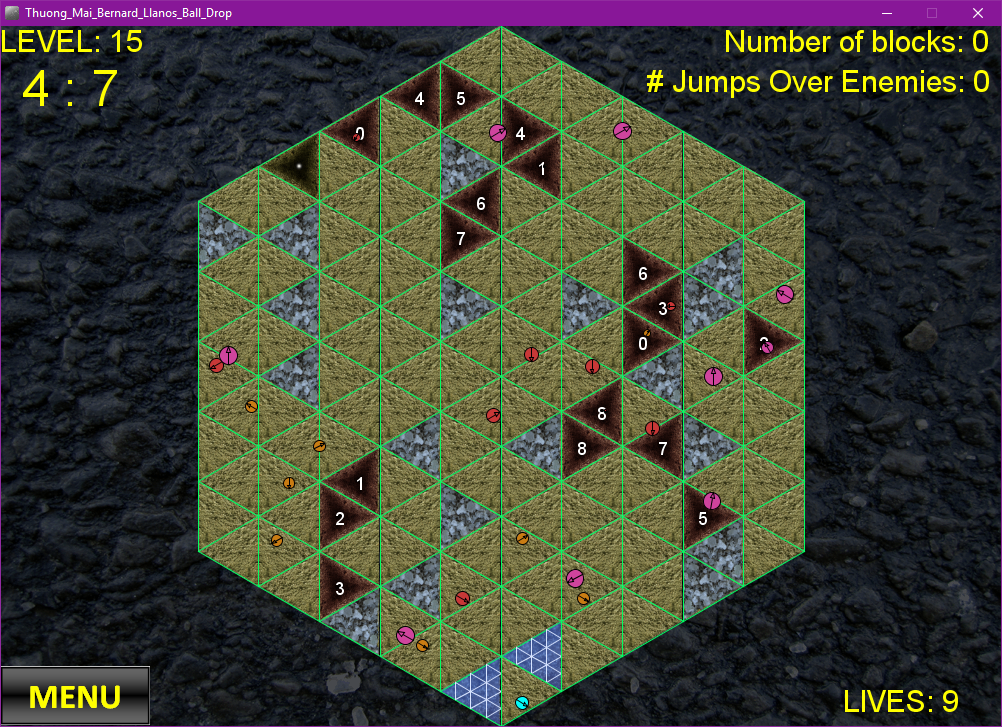 Thuong_Mai_Bernard_Llanos_Ball_Drop
LEVEL: 15
Number of blocks: 0
4 : 7
# Jumps Over Enemies: 0
4
5
0
4
1
6
7
6
3
0
8
8
7
1
2
5
3
MENU
LIVES: 9